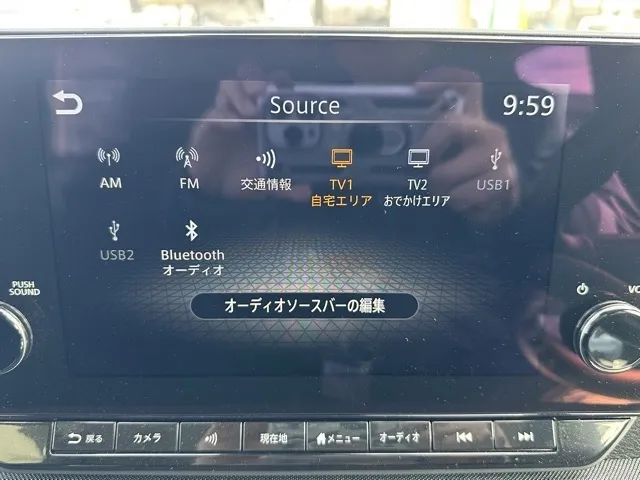 Source
9:59
AM
FM
交通情報
TV1
自宅エリア
TV2
おでかけエリア
USB1
USB2
Bluetooth
オーディオ
オーディオソースバーの編集
PUSH
SOUND
戻る
カメラ
現在地
メニュー
オーディオ